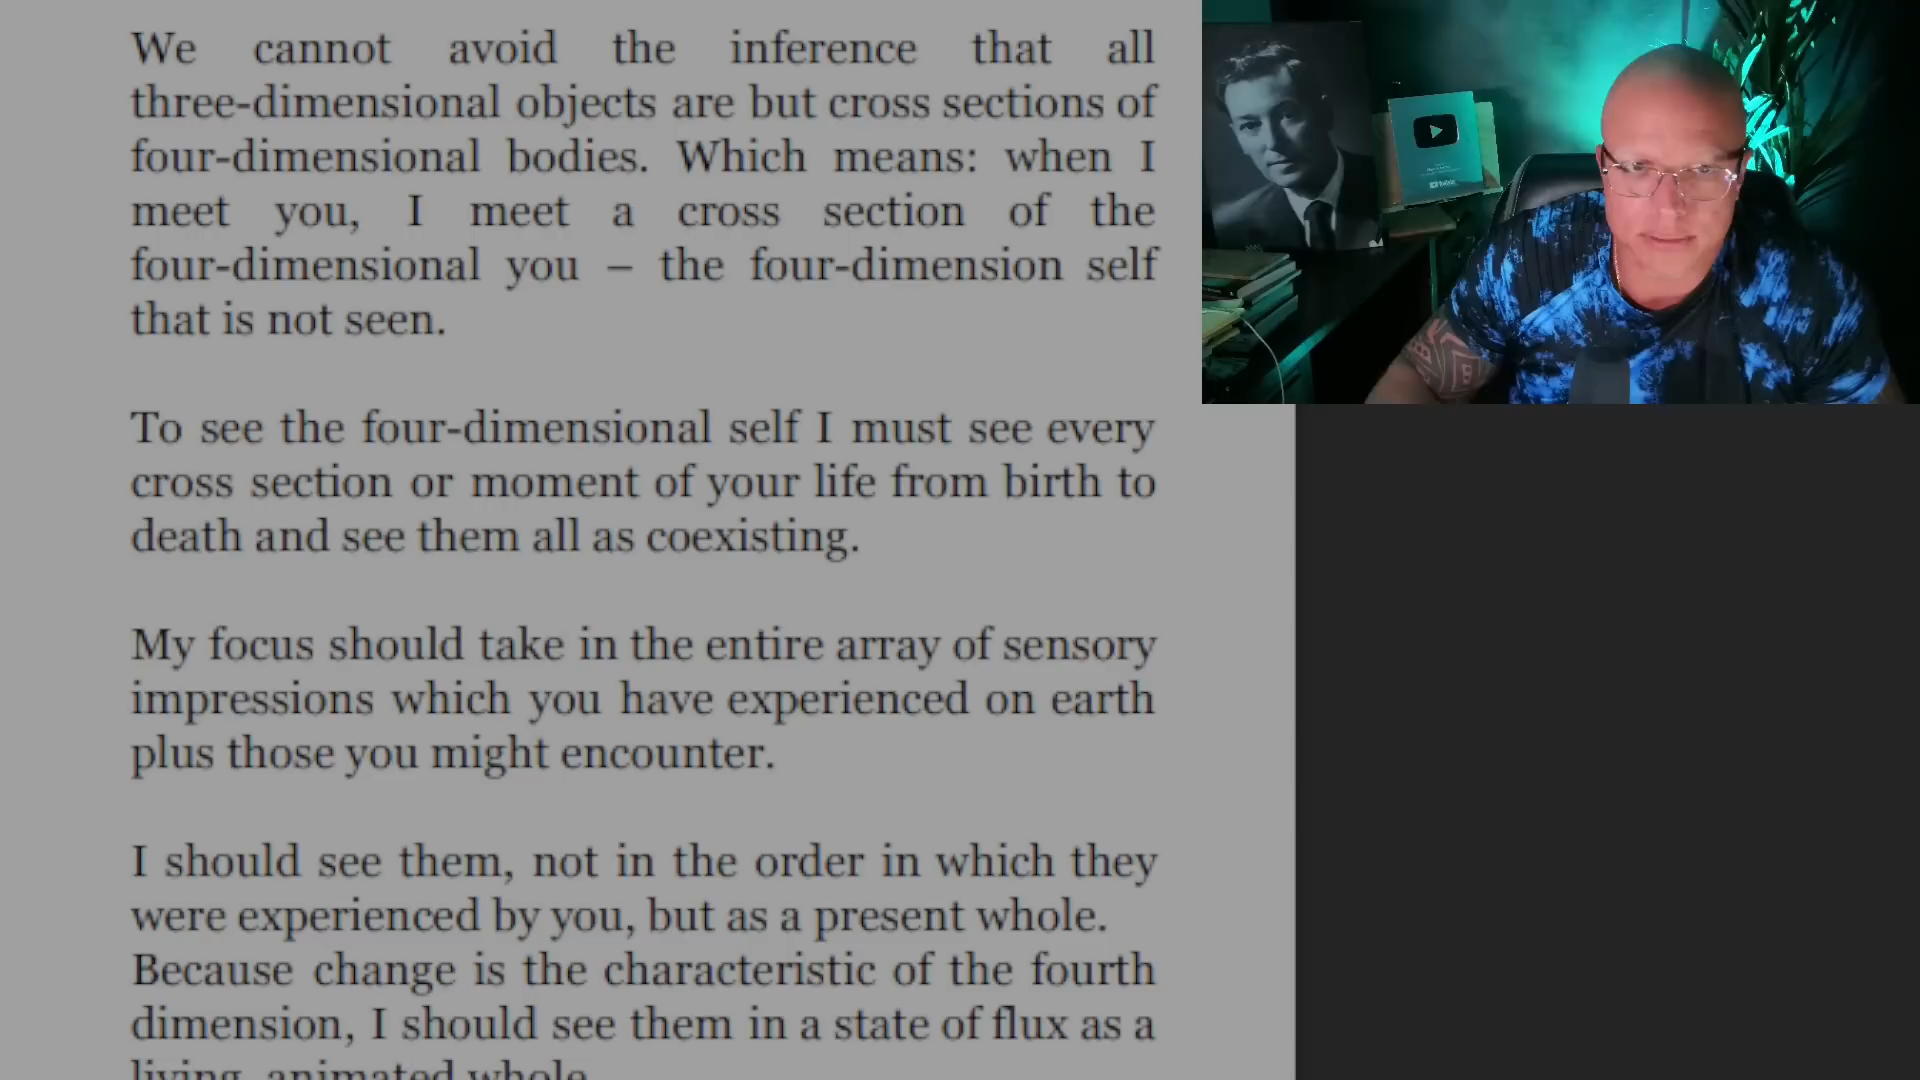 We cannot avoid the inference that all
three-dimensional objects are but cross sections of
four-dimensional bodies. Which means: when I
meet you, I meet a cross section of the
four-dimensional you – the four-dimension self
that is not seen.
To see the four-dimensional self I must see every
cross section or moment of your life from birth to
death and see them all as coexisting.
My focus should take in the entire array of sensory
impressions which you have experienced on earth
plus those you might encounter.
I should see them, not in the order in which they
were experienced by you, but as a present whole.
Because change is the characteristic of the fourth
dimension, I should see them in a state of flux as a
living, animated whole